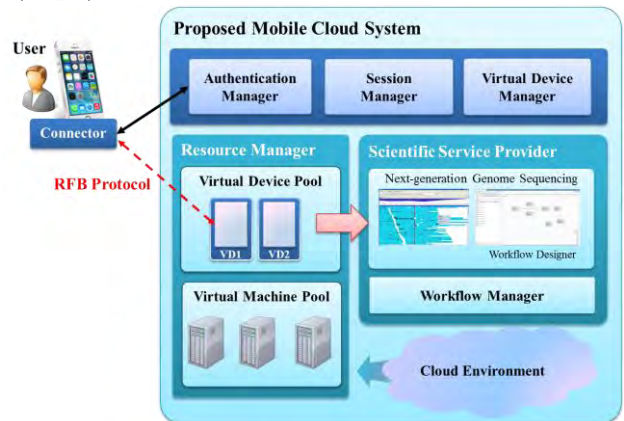 Proposed Mobile Cloud System
User
Authentication
Manager
Session
Manager
Virtual Device
Manager
Connector
RFB Protocol
Resource Manager
Virtual Device Pool
VD1
VD2
Virtual Machine Pool
Scientific Service Provider
Next-generation Genome Sequencing
Workflow Designer
Workflow Manager
Cloud Environment